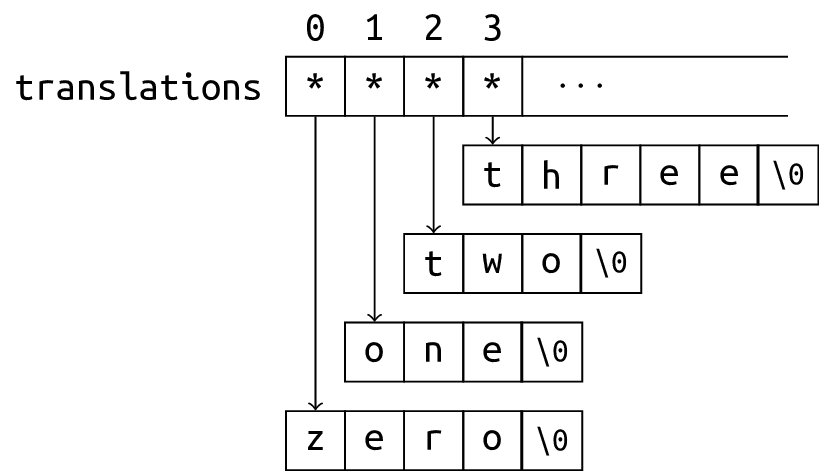 0 1 2 3
translations * * * * ...
t h r e e \0
t w o \0
o n e \0
z e r o \0